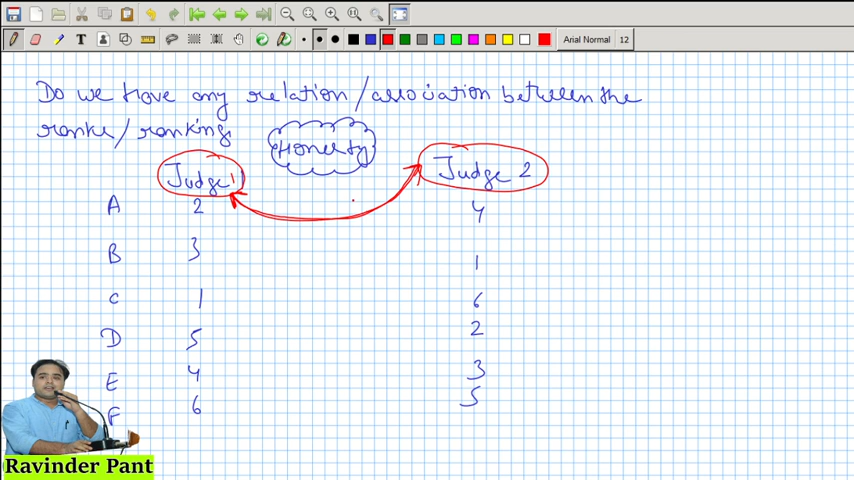 Arial Normal 12
Do we have any relation/association between the
ranks/ranking
Honesty
Judge 1 Judge 2
A 2 4
B 3 1
C 1 6
D 5 2
E 4 3
F 6 5
Ravinder Pant